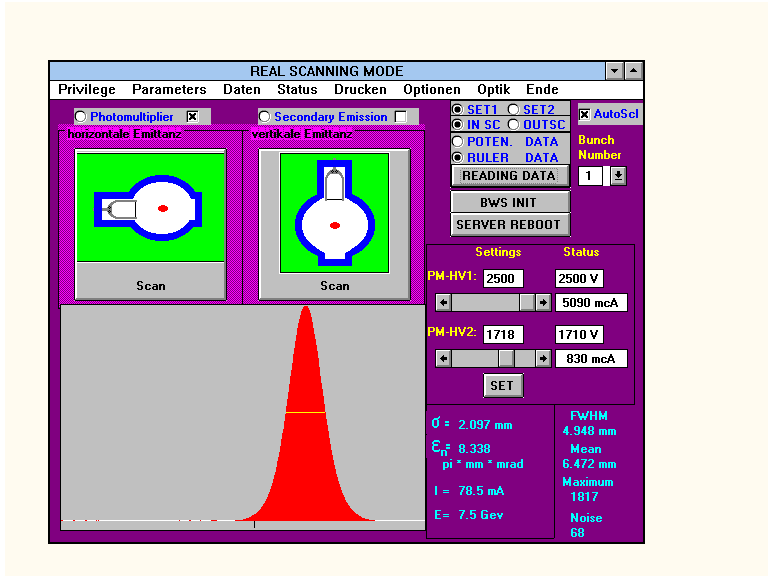 REAL SCANNING MODE
Privilege Parameters Daten Status Drucken Optionen Optik Ende
Photomultiplier
Secondary Emission
horizontale Emittanz
vertikale Emittanz
Scan
Scan
SET1 SET2
IN SC OUTSC
POTEN. DATA
RULER DATA
READING DATA
BWS INIT
SERVER REBOOT
AutoScl
Bunch
Number
1
Settings Status
PM-HV1: 2500 2500 V
5090 mcA
PM-HV2: 1718 1710 V
830 mcA
SET
σ = 2.097 mm
εn= 8.338
pi * mm * mrad
I = 78.5 mA
E= 7.5 Gev
FWHM
4.948 mm
Mean
6.472 mm
Maximum
1817
Noise
68